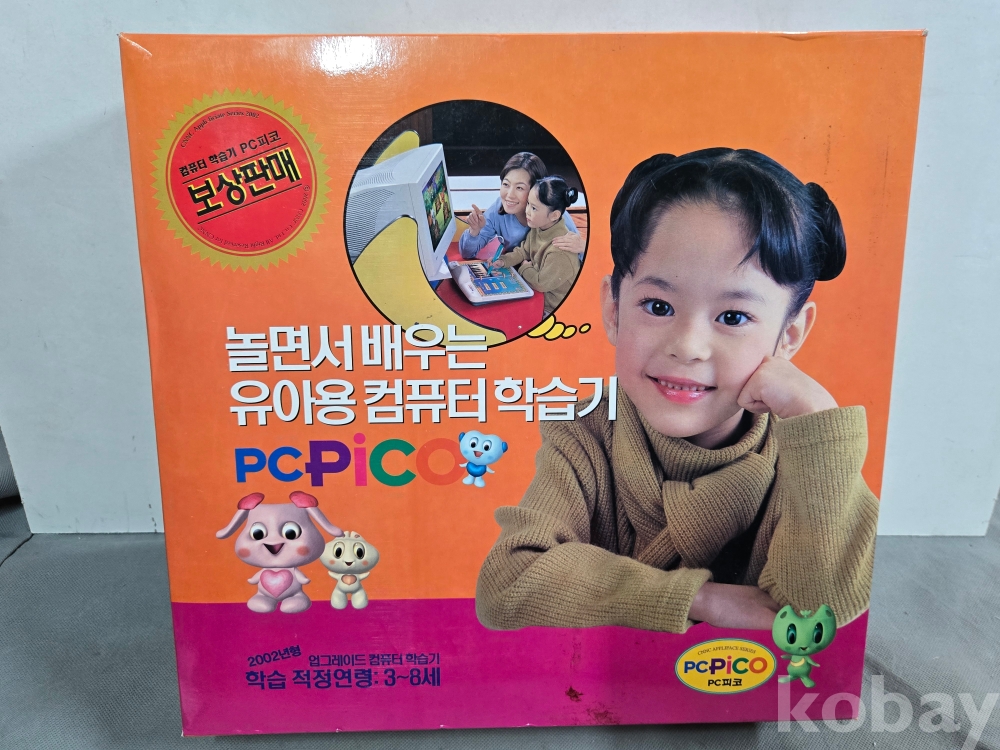 컴퓨터 학습기 PC피코
보상판매
놀면서 배우는
유아용 컴퓨터 학습기
PCPiCO
2002년형
업그레이드 컴퓨터 학습기
학습 적정연령: 3~8세
PCPiCO
PC피코
kobay